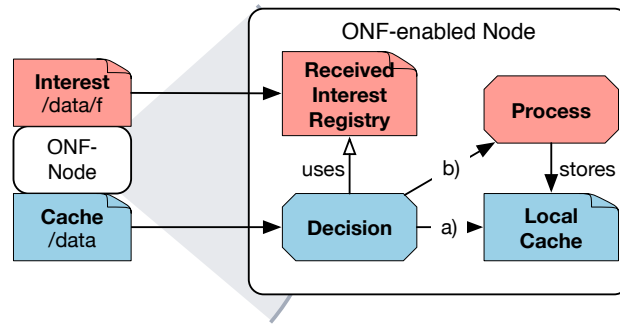 ONF-enabled Node
Interest
/data/f
ONF-
Node
Cache
/data
Received
Interest
Registry
Process
uses
b)
stores
Decision
a)
Local
Cache